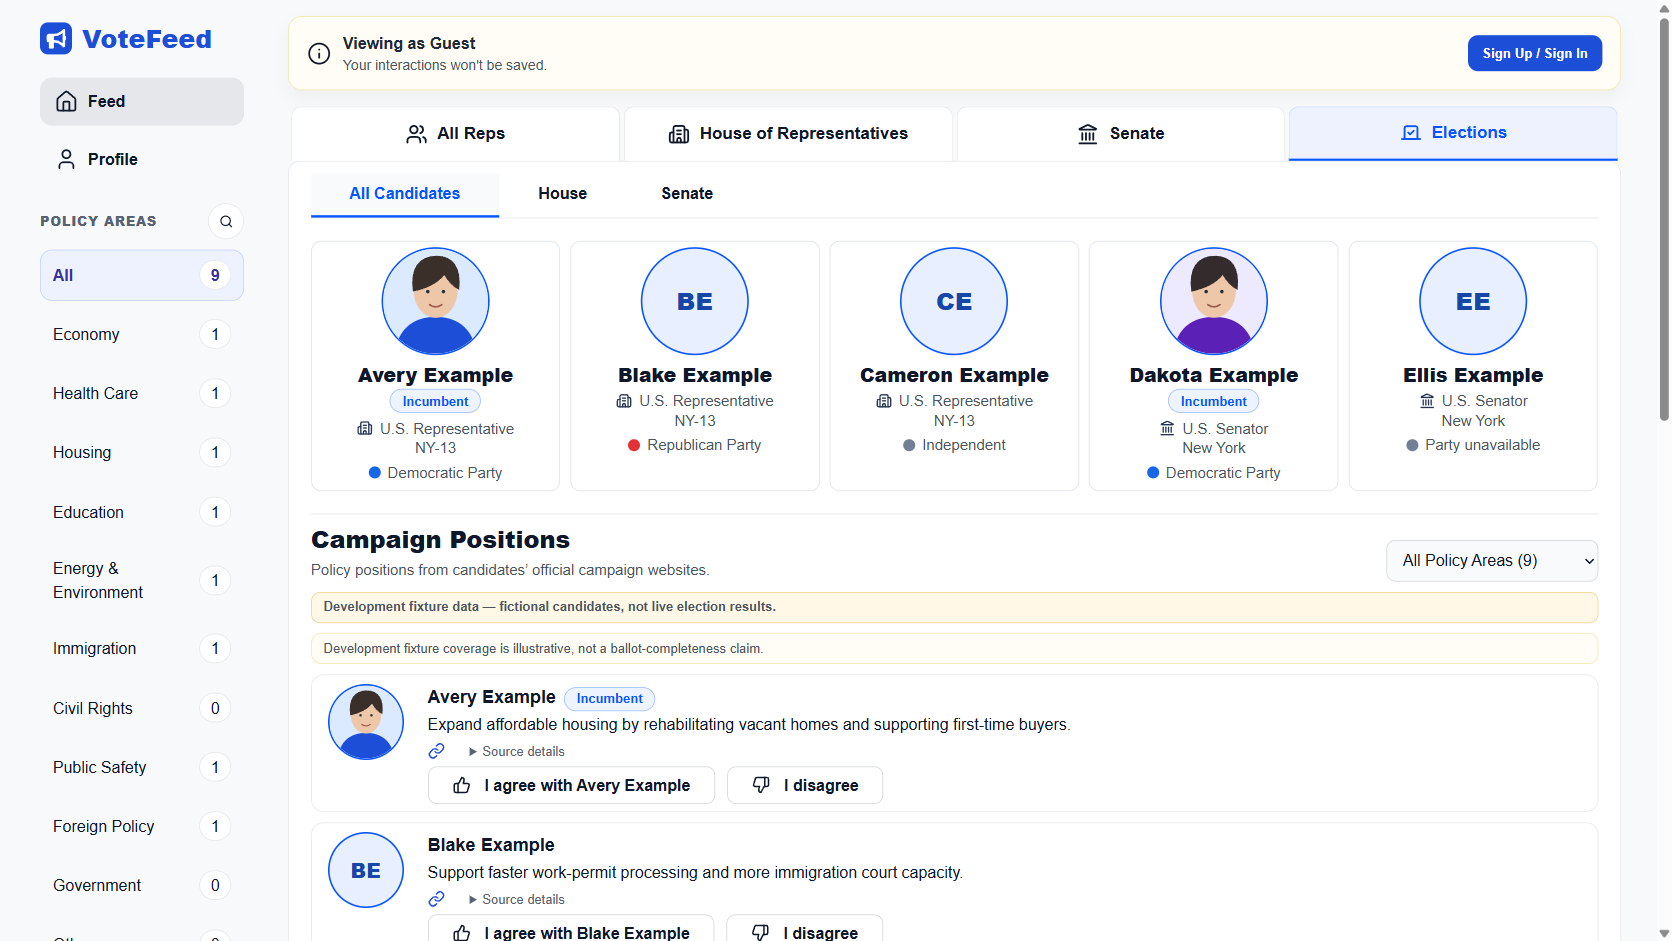 VoteFeed
Feed
Profile
POLICY AREAS
All 9
Economy 1
Health Care 1
Housing 1
Education 1
Energy &
Environment 1
Immigration 1
Civil Rights 0
Public Safety 1
Foreign Policy 1
Government 0
Viewing as Guest
Your interactions won't be saved.
Sign Up / Sign In
All Reps
House of Representatives
Senate
Elections
All Candidates
House
Senate
Avery Example
Incumbent
U.S. Representative
NY-13
Democratic Party
BE
Blake Example
U.S. Representative
NY-13
Republican Party
CE
Cameron Example
U.S. Representative
NY-13
Independent
Dakota Example
Incumbent
U.S. Senator
New York
Democratic Party
EE
Ellis Example
U.S. Senator
New York
Party unavailable
Campaign Positions
Policy positions from candidates’ official campaign websites.
All Policy Areas (9)
Development fixture data — fictional candidates, not live election results.
Development fixture coverage is illustrative, not a ballot-completeness claim.
Avery Example Incumbent
Expand affordable housing by rehabilitating vacant homes and supporting first-time buyers.
Source details
I agree with Avery Example
I disagree
BE
Blake Example
Support faster work-permit processing and more immigration court capacity.
Source details
I agree with Blake Example
I disagree